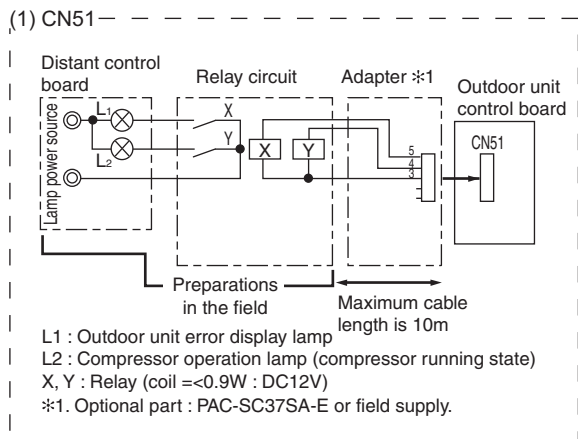 (1) CN51
Distant control
board
Relay circuit
Adapter ✻1
Outdoor unit
control board
Lamp power source
L1
L2
X
Y
X
Y
5
4
3
CN51
Preparations
in the field
Maximum cable
length is 10m
L1 : Outdoor unit error display lamp
L2 : Compressor operation lamp (compressor running state)
X, Y : Relay (coil =<0.9W : DC12V)
✻1. Optional part : PAC-SC37SA-E or field supply.